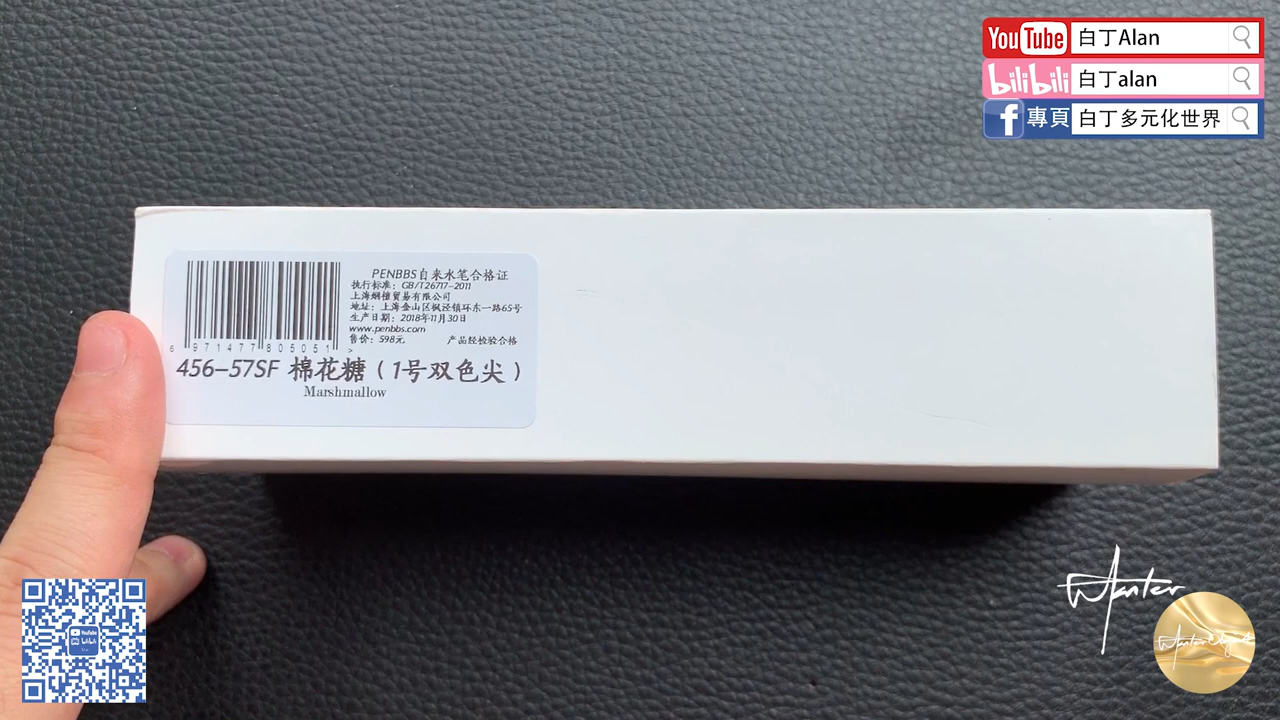 YouTube 白丁Alan
bilibili 白丁alan
f 專頁 白丁多元化世界
PENBBS自来水笔合格证
执行标准：GB/T26717-2011
上海烟樯贸易有限公司
地址：上海金山区枫泾镇环东一路65号
生产日期：2018年11月30日
www.penbbs.com
售价：598元 产品经检验合格
6 971477 805051 >
456-57SF 棉花糖（1号双色尖）
Marshmallow